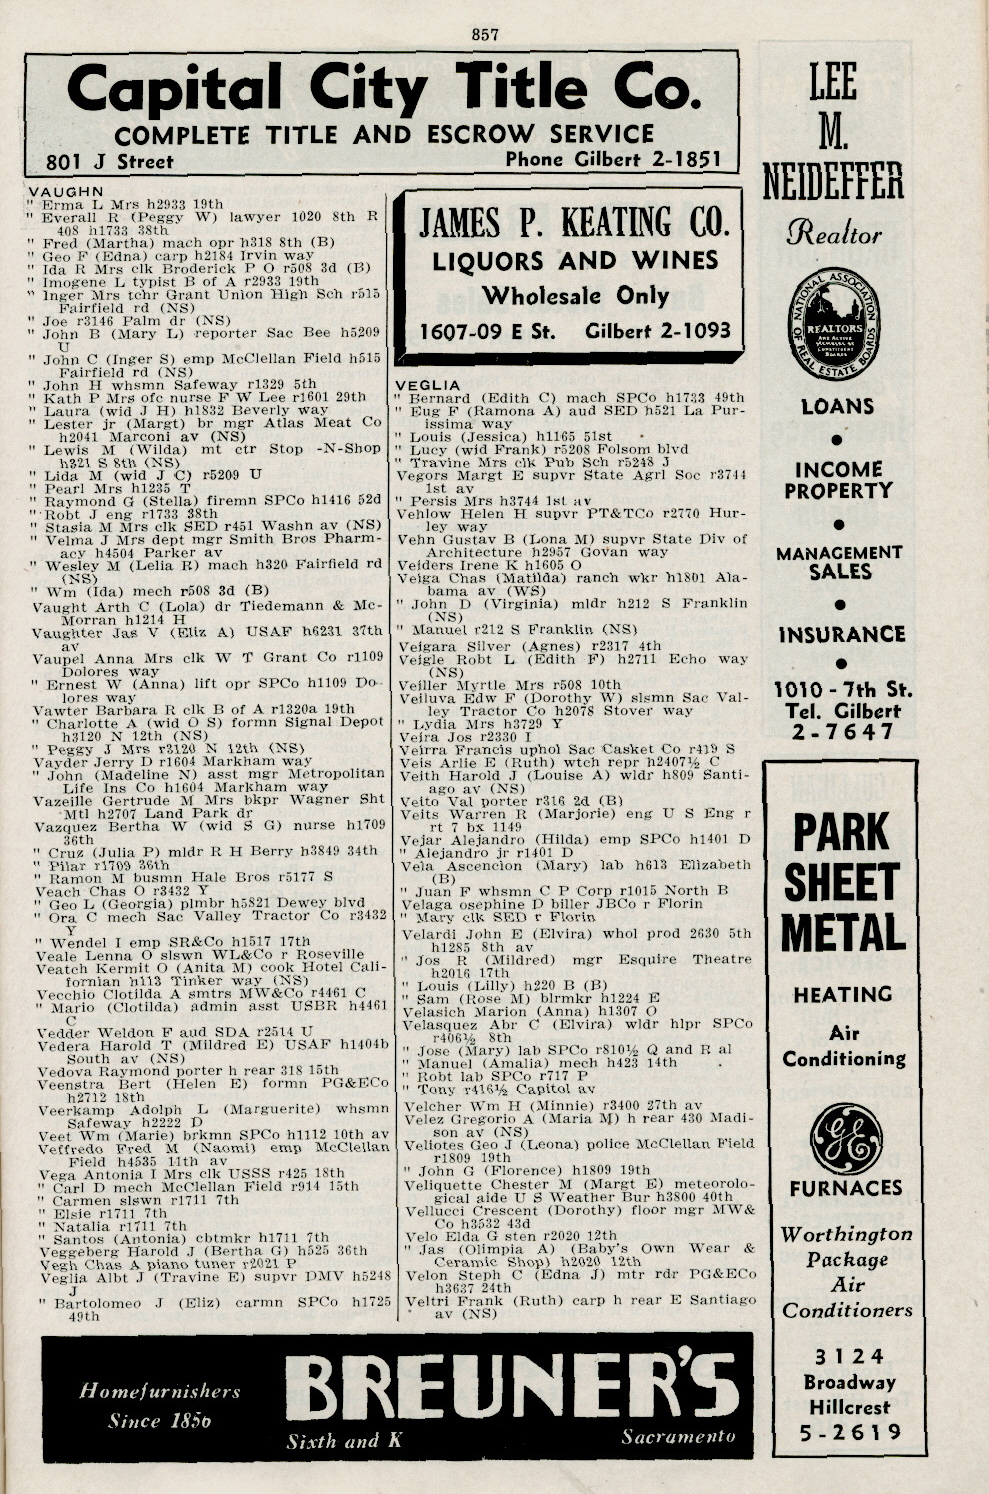 857
Capital City Title Co.
COMPLETE TITLE AND ESCROW SERVICE
801 J Street Phone Gilbert 2-1851
VAUGHN
" Erma L Mrs h2933 19th
" Everall R (Peggy W) lawyer 1020 8th R
408 h1733 38th
" Fred (Martha) mach opr h318 8th (B)
" Geo F (Edna) carp h2184 Irvin way
" Ida R Mrs clk Broderick P O r508 3d (B)
" Imogene L typist B of A r2933 19th
" Inger Mrs tchr Grant Union High Sch r515
Fairfield rd (NS)
" Joe r3146 Palm dr (NS)
" John B (Mary L) reporter Sac Bee h5209
U
" John C (Inger S) emp McClellan Field h515
Fairfield rd (NS)
" John H whsmn Safeway r1329 5th
" Kath P Mrs ofc nurse F W Lee r1601 29th
" Laura (wid J H) h1832 Beverly way
" Lester jr (Margt) br mgr Atlas Meat Co
h2041 Marconi av (NS)
" Lewis M (Wilda) mt ctr Stop -N-Shop
h321 S 8th (NS)
" Lida M (wid J C) r5209 U
" Pearl Mrs h1235 T
" Raymond G (Stella) firemn SPCo h1416 52d
" Robt J eng r1733 38th
" Stasia M Mrs clk SED r451 Washn av (NS)
" Velma J Mrs dept mgr Smith Bros Pharm-
acy h4504 Parker av
" Wesley M (Lelia R) mach h320 Fairfield rd
(NS)
" Wm (Ida) mech r508 3d (B)
Vaught Arth C (Lola) dr Tiedemann & Mc-
Morran h1214 H
Vaughter Jas V (Eliz A) USAF h6231 37th
av
Vaupel Anna Mrs clk W T Grant Co r1109
Dolores way
" Ernest W (Anna) lift opr SPCo h1109 Do-
lores way
Vawter Barbara R clk B of A r1320a 19th
" Charlotte A (wid O S) formn Signal Depot
h3120 N 12th (NS)
" Peggy J Mrs r3120 N 12th (NS)
Vayder Jerry D r1604 Markham way
" John (Madeline N) asst mgr Metropolitan
Life Ins Co h1604 Markham way
Vazeille Gertrude M Mrs bkpr Wagner Sht
Mtl h2707 Land Park dr
Vazquez Bertha W (wid S G) nurse h1709
36th
" Cruz (Julia P) mldr R H Berry h3849 34th
" Pilar r1709 36th
" Ramon M busmn Hale Bros r5177 S
Veach Chas O r3432 Y
" Geo L (Georgia) plmbr h5821 Dewey blvd
" Ora C mech Sac Valley Tractor Co r3432
Y
" Wendel I emp SR&Co h1517 17th
Veale Lenna O slswn WL&Co r Roseville
Veatch Kermit O (Anita M) cook Hotel Cali-
fornian h113 Tinker way (NS)
Vecchio Clotilda A smtrs MW&Co r4461 C
" Mario (Clotilda) admin asst USBR h4461
C
Vedder Weldon F aud SDA r2514 U
Vedera Harold T (Mildred E) USAF h1404b
South av (NS)
Vedova Raymond porter h rear 318 15th
Veenstra Bert (Helen E) formn PG&ECo
h2712 18th
Veerkamp Adolph L (Marguerite) whsmn
Safeway h2222 D
Veet Wm (Marie) brkmn SPCo h1112 10th av
Veffredo Fred M (Naomi) emp McClellan
Field h4535 11th av
Vega Antonia I Mrs clk USSS r425 18th
" Carl D mech McClellan Field r914 15th
" Carmen slswn r1711 7th
" Elsie r1711 7th
" Natalia r1711 7th
" Santos (Antonia) cbtmkr h1711 7th
Veggeberg Harold J (Bertha G) h525 36th
Vegh Chas A piano tuner r2021 P
Veglia Albt J (Travine E) supvr DMV h5248
J
" Bartolomeo J (Eliz) carmn SPCo h1725
49th
JAMES P. KEATING CO.
LIQUORS AND WINES
Wholesale Only
1607-09 E St. Gilbert 2-1093
VEGLIA
" Bernard (Edith C) mach SPCo h1733 49th
" Eug F (Ramona A) aud SED h521 La Pur-
issima way
" Louis (Jessica) h1165 51st
" Lucy (wid Frank) r5208 Folsom blvd
" Travine Mrs clk Pub Sch r5248 J
Vegors Margt E supvr State Agrl Soc r3744
1st av
" Persis Mrs h3744 1st av
Vehlow Helen H supvr PT&TCo r2770 Hur-
ley way
Vehn Gustav B (Lona M) supvr State Div of
Architecture h2957 Govan way
Veiders Irene K h1605 O
Veiga Chas (Matilda) ranch wkr h1801 Ala-
bama av (WS)
" John D (Virginia) mldr h212 S Franklin
(NS)
" Manuel r212 S Franklin (NS)
Veigara Silver (Agnes) r2317 4th
Veigle Robt L (Edith F) h2711 Echo way
(NS)
Veiller Myrtle Mrs r508 10th
Veiluva Edw F (Dorothy W) slsmn Sac Val-
ley Tractor Co h2078 Stover way
" Lydia Mrs h3729 Y
Veira Jos r2330 I
Veirra Francis uphol Sac Casket Co r419 S
Veis Arlie E (Ruth) wtch repr h2407½ C
Veith Harold J (Louise A) wldr h809 Santi-
ago av (NS)
Veito Val porter r316 2d (B)
Veits Warren R (Marjorie) eng U S Eng r
rt 7 bx 1149
Vejar Alejandro (Hilda) emp SPCo h1401 D
" Alejandro jr r1401 D
Vela Ascencion (Mary) lab h613 Elizabeth
(B)
" Juan F whsmn C P Corp r1015 North B
Velaga osephine D biller JBCo r Florin
" Mary clk SED r Florin
Velardi John E (Elvira) whol prod 2630 5th
h1285 8th av
" Jos R (Mildred) mgr Esquire Theatre
h2016 17th
" Louis (Lilly) h220 B (B)
" Sam (Rose M) blrmkr h1224 E
Velasich Marion (Anna) h1307 O
Velasquez Abr C (Elvira) wldr hlpr SPCo
r406½ 8th
" Jose (Mary) lab SPCo r810½ Q and R al
" Manuel (Amalia) mech h423 14th
" Robt lab SPCo r717 P
" Tony r416½ Capitol av
Velcher Wm H (Minnie) r3400 27th av
Velez Gregorio A (Maria M) h rear 430 Madi-
son av (NS)
Veliotes Geo J (Leona) police McClellan Field
r1809 19th
" John G (Florence) h1809 19th
Veliquette Chester M (Margt E) meteorolo-
gical aide U S Weather Bur h3800 40th
Vellucci Crescent (Dorothy) floor mgr MW&
Co h3532 43d
Velo Elda G sten r2020 12th
" Jas (Olimpia A) (Baby's Own Wear &
Ceramic Shop) h2020 12th
Velon Steph C (Edna J) mtr rdr PG&ECo
h3637 24th
Veltri Frank (Ruth) carp h rear E Santiago
av (NS)
LEE
M.
NEIDEFFER
Realtor
NATIONAL ASSOCIATION
OF REAL ESTATE BOARDS
REALTORS
ARE ACTIVE
MEMBERS OF
CONSTITUENT
BOARDS
LOANS
•
INCOME
PROPERTY
•
MANAGEMENT
SALES
•
INSURANCE
•
1010 - 7th St.
Tel. Gilbert
2-7647
PARK
SHEET
METAL
HEATING
Air
Conditioning
GE
FURNACES
Worthington
Package
Air
Conditioners
3124
Broadway
Hillcrest
5-2619
Homefurnishers
Since 1856
BREUNER'S
Sixth and K Sacramento